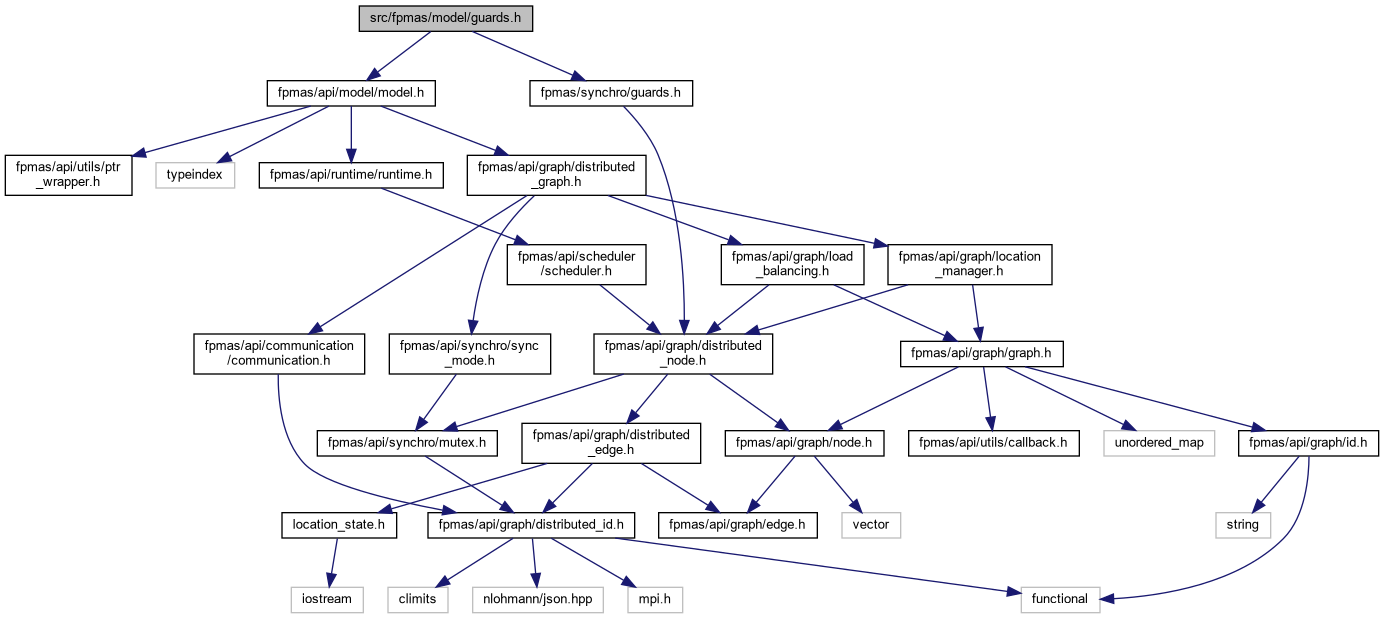 src/fpmas/model/guards.h
fpmas/api/model/model.h
fpmas/synchro/guards.h
fpmas/api/utils/ptr
_wrapper.h
typeindex
fpmas/api/runtime/runtime.h
fpmas/api/graph/distributed
_graph.h
fpmas/api/scheduler
/scheduler.h
fpmas/api/graph/load
_balancing.h
fpmas/api/graph/location
_manager.h
fpmas/api/communication
/communication.h
fpmas/api/synchro/sync
_mode.h
fpmas/api/graph/distributed
_node.h
fpmas/api/graph/graph.h
fpmas/api/synchro/mutex.h
fpmas/api/graph/distributed
_edge.h
fpmas/api/graph/node.h
fpmas/api/utils/callback.h
unordered_map
fpmas/api/graph/id.h
location_state.h
fpmas/api/graph/distributed_id.h
fpmas/api/graph/edge.h
vector
string
iostream
climits
nlohmann/json.hpp
mpi.h
functional